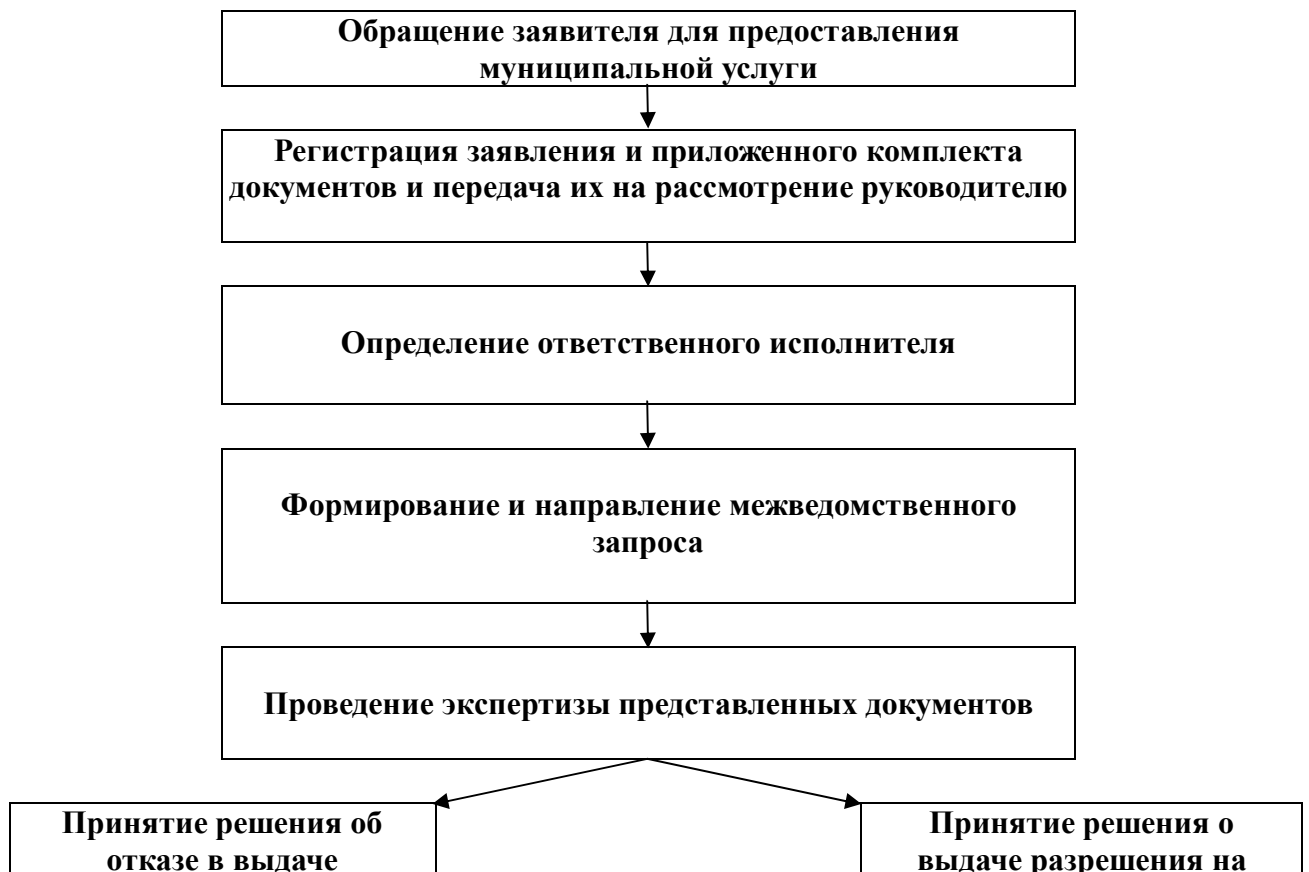 Обращение заявителя для предоставления
муниципальной услуги
Регистрация заявления и приложенного комплекта
документов и передача их на рассмотрение руководителю
Определение ответственного исполнителя
Формирование и направление межведомственного
запроса
Проведение экспертизы представленных документов
Принятие решения об
отказе в выдаче
Принятие решения о
выдаче разрешения на